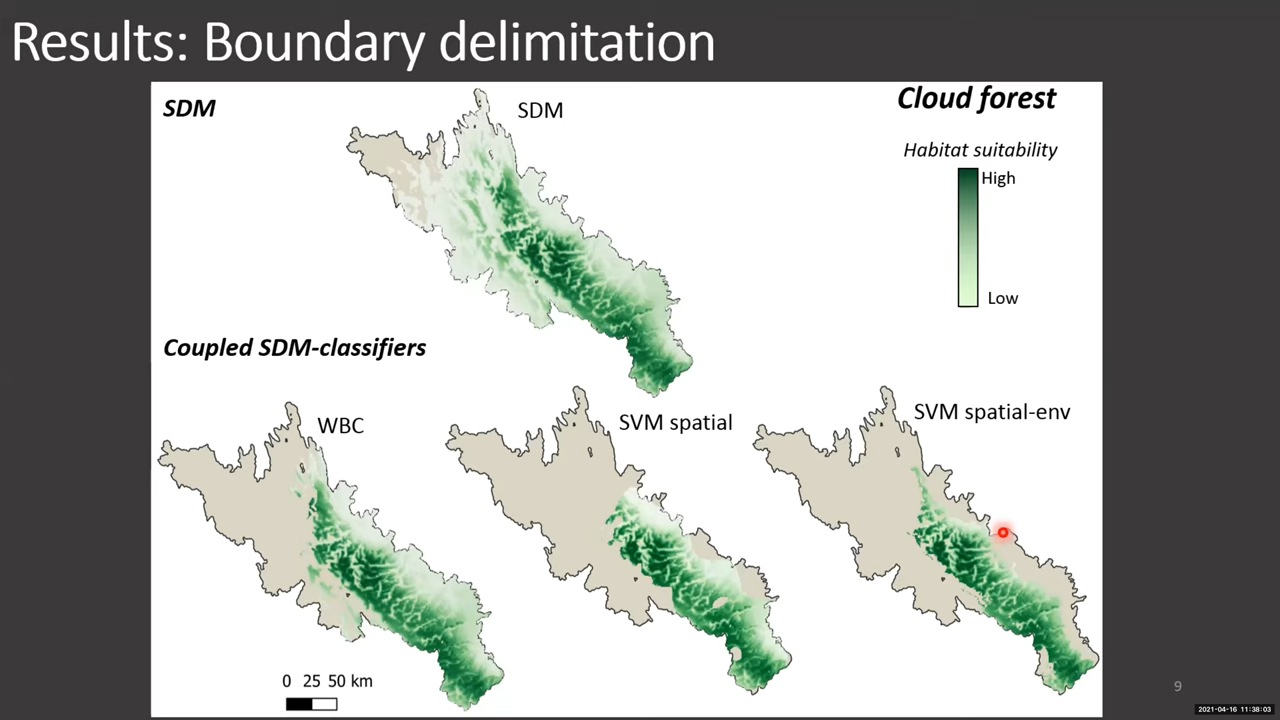 Results: Boundary delimitation
SDM
SDM
Cloud forest
Habitat suitability
High
Low
Coupled SDM-classifiers
WBC
SVM spatial
SVM spatial-env
0 25 50 km
9
2021-04-16 11:38:03